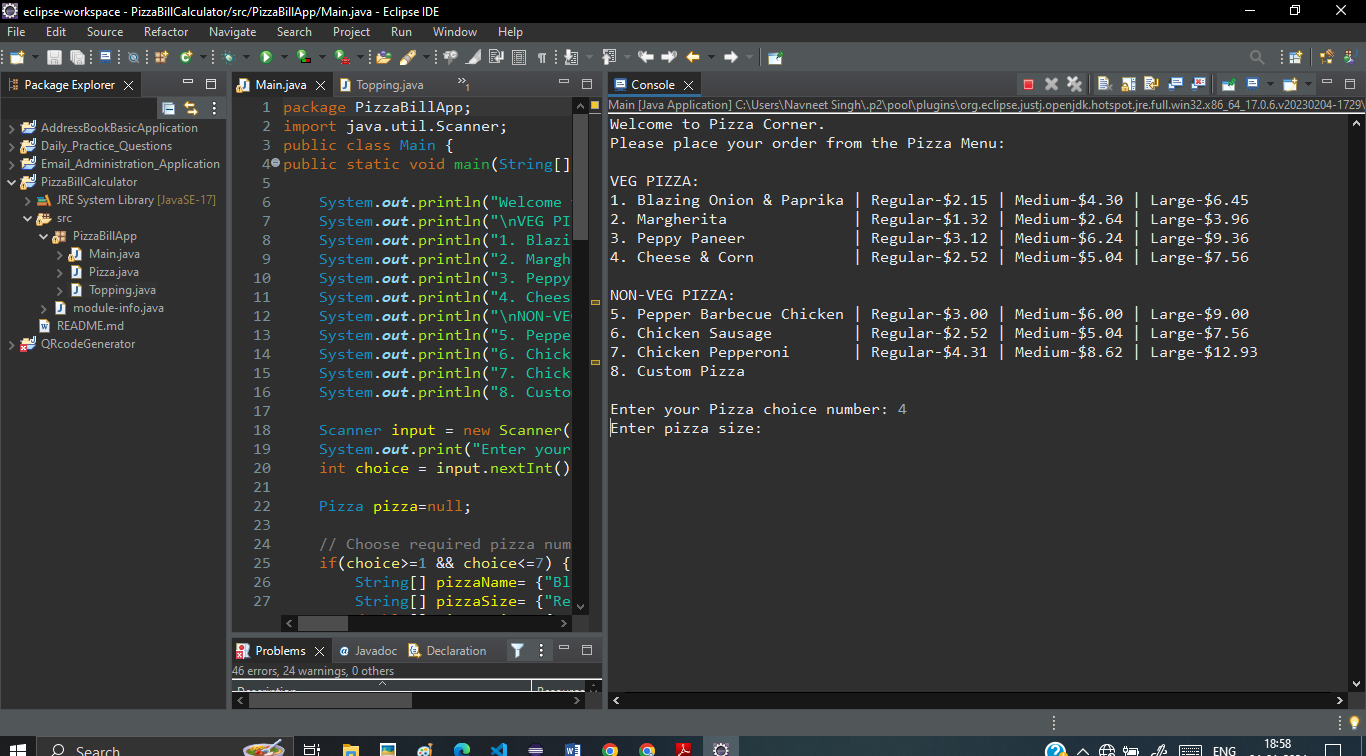 eclipse-workspace - PizzaBillCalculator/src/PizzaBillApp/Main.java - Eclipse IDE
File Edit Source Refactor Navigate Search Project Run Window Help
Package Explorer
AddressBookBasicApplication
Daily_Practice_Questions
Email_Administration_Application
PizzaBillCalculator
JRE System Library [JavaSE-17]
src
PizzaBillApp
Main.java
Pizza.java
Topping.java
module-info.java
README.md
QRcodeGenerator
Main.java Topping.java »1
1 package PizzaBillApp;
2 import java.util.Scanner;
3 public class Main {
4 public static void main(String[]
5
6 System.out.println("Welcome
7 System.out.println("\nVEG PI
8 System.out.println("1. Blazi
9 System.out.println("2. Margh
10 System.out.println("3. Peppy
11 System.out.println("4. Chees
12 System.out.println("\nNON-VE
13 System.out.println("5. Peppe
14 System.out.println("6. Chick
15 System.out.println("7. Chick
16 System.out.println("8. Custo
17
18 Scanner input = new Scanner(
19 System.out.print("Enter your
20 int choice = input.nextInt()
21
22 Pizza pizza=null;
23
24 // Choose required pizza num
25 if(choice>=1 && choice<=7) {
26 String[] pizzaName= {"Bl
27 String[] pizzaSize= {"Re
Problems Javadoc Declaration
46 errors, 24 warnings, 0 others
Console
Main [Java Application] C:\Users\Navneet Singh\.p2\pool\plugins\org.eclipse.justj.openjdk.hotspot.jre.full.win32.x86_64_17.0.6.v20230204-1729\
Welcome to Pizza Corner.
Please place your order from the Pizza Menu:
VEG PIZZA:
1. Blazing Onion & Paprika | Regular-$2.15 | Medium-$4.30 | Large-$6.45
2. Margherita | Regular-$1.32 | Medium-$2.64 | Large-$3.96
3. Peppy Paneer | Regular-$3.12 | Medium-$6.24 | Large-$9.36
4. Cheese & Corn | Regular-$2.52 | Medium-$5.04 | Large-$7.56
NON-VEG PIZZA:
5. Pepper Barbecue Chicken | Regular-$3.00 | Medium-$6.00 | Large-$9.00
6. Chicken Sausage | Regular-$2.52 | Medium-$5.04 | Large-$7.56
7. Chicken Pepperoni | Regular-$4.31 | Medium-$8.62 | Large-$12.93
8. Custom Pizza
Enter your Pizza choice number: 4
Enter pizza size:
Search
ENG
18:58